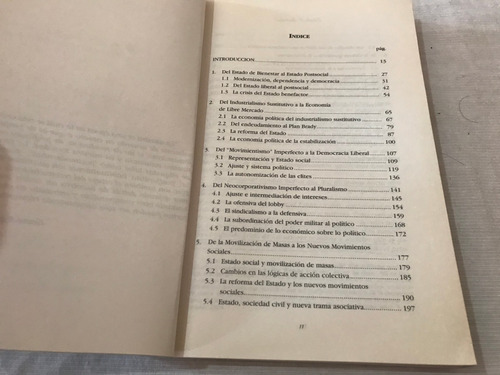 INDICE
pág.
INTRODUCCION 13
1. Del Estado de Bienestar al Estado Postsocial 27
1.1 Modernización, dependencia y democracia 31
1.2 Del Estado liberal al postsocial 42
1.3 La crisis del Estado benefactor 54
2. Del Industrialismo Sustitutivo a la Economía
de Libre Mercado 65
2.1 La economía política del industrialismo sustitutivo 67
2.2 Del endeudamiento al Plan Brady 79
2.3 La reforma del Estado 87
2.4 La economía política de la estabilización 100
3. Del "Movimientismo" Imperfecto a la Democracia Liberal 107
3.1 Representación y Estado social 109
3.2 Ajuste y sistema político 119
3.3 La autonomización de las elites 136
4. Del Neocorporativismo Imperfecto al Pluralismo 141
4.1 Ajuste e intermediación de intereses 145
4.2 La ofensiva del lobby 154
4.3 El sindicalismo a la defensiva 159
4.4 La subordinación del poder militar al político 168
4.5 El predominio de lo económico sobre lo político 172
5. De la Movilización de Masas a los Nuevos Movimientos
Sociales 177
5.1 Estado social y movilización de masas 179
5.2 Cambios en las lógicas de acción colectiva 185
5.3 La reforma del Estado y los nuevos movimientos
sociales 190
5.4 Estado, sociedad civil y nueva trama asociativa 197